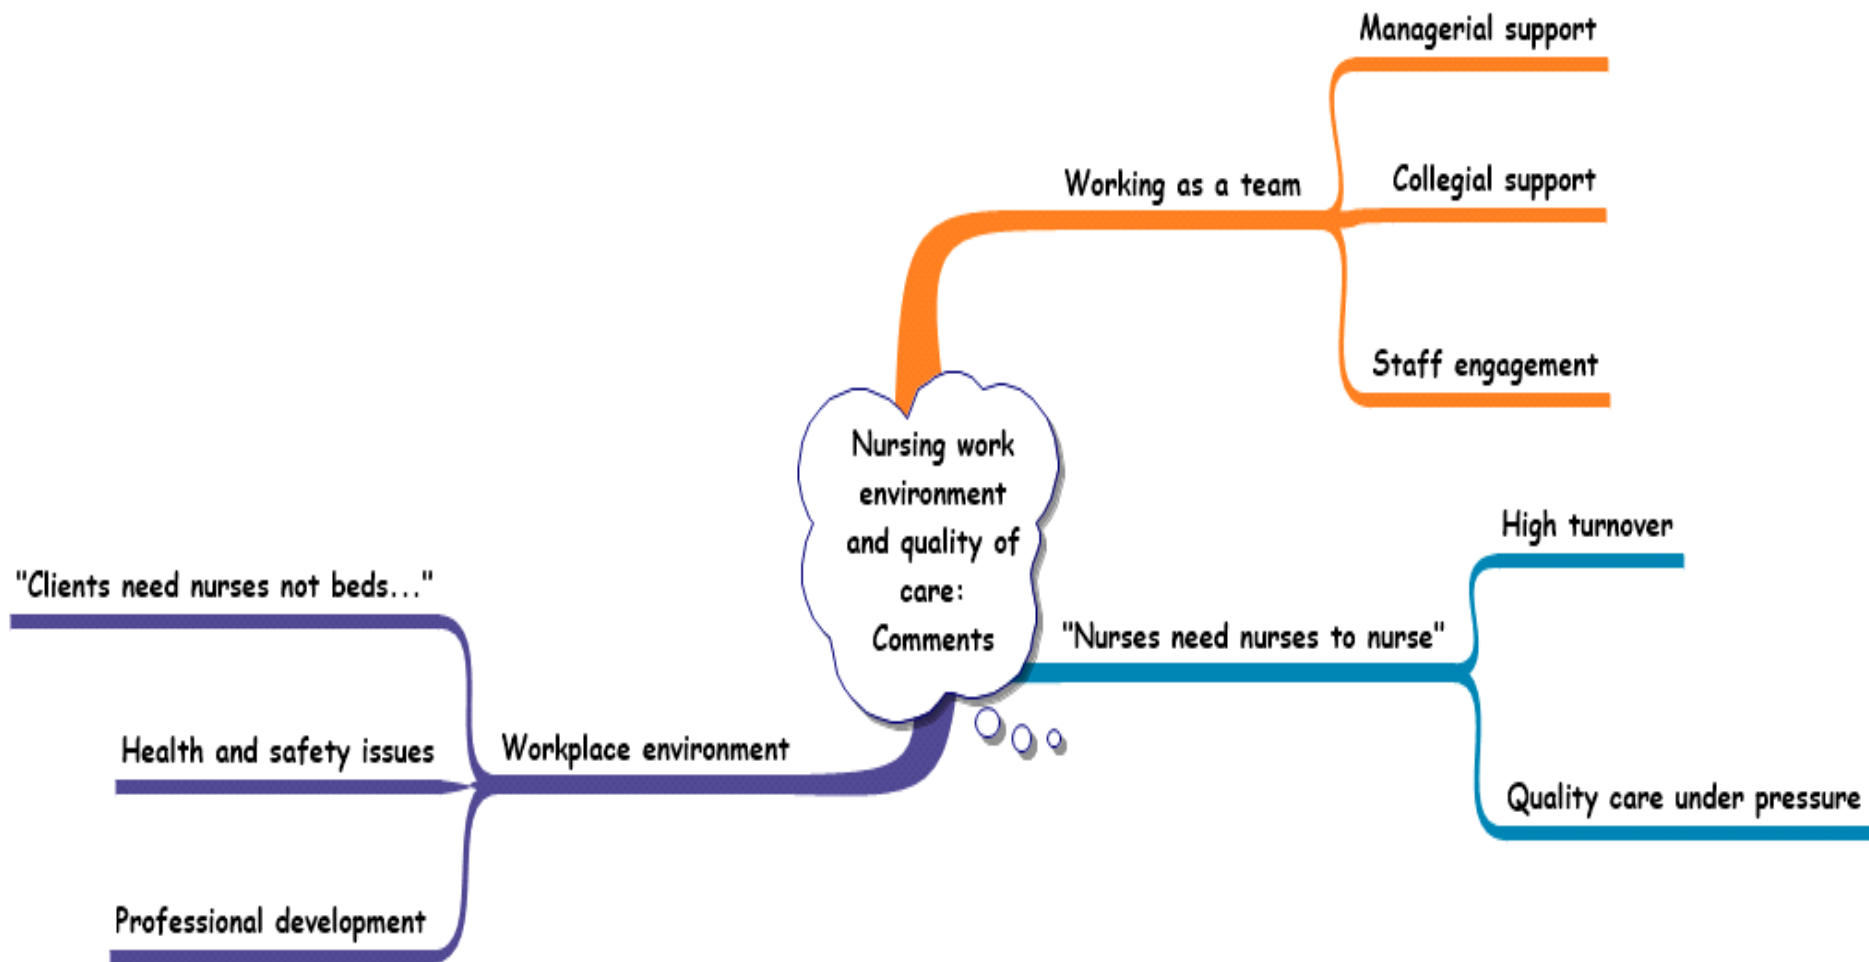 Managerial support
Working as a team
Collegial support
Staff engagement
Nursing work
environment
and quality of
care:
Comments
High turnover
"Nurses need nurses to nurse"
Quality care under pressure
"Clients need nurses not beds..."
Health and safety issues
Workplace environment
Professional development